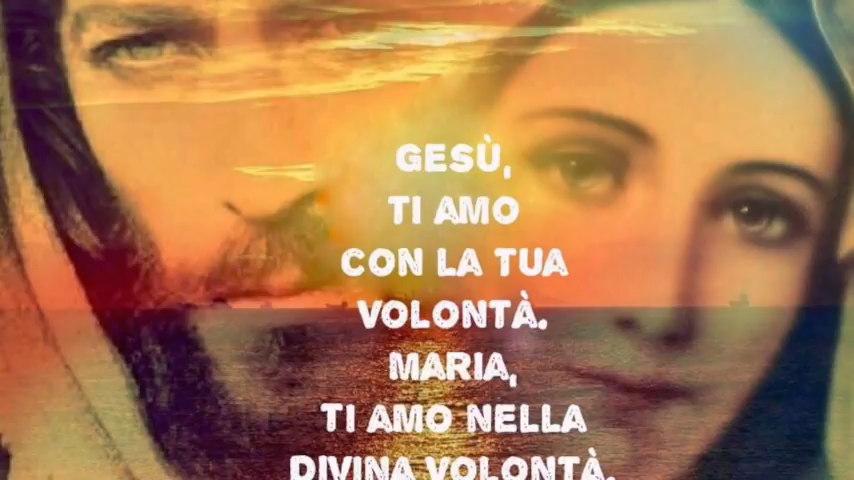 GESÙ,
TI AMO
CON LA TUA
VOLONTÀ.
MARIA,
TI AMO NELLA
DIVINA VOLONTÀ.